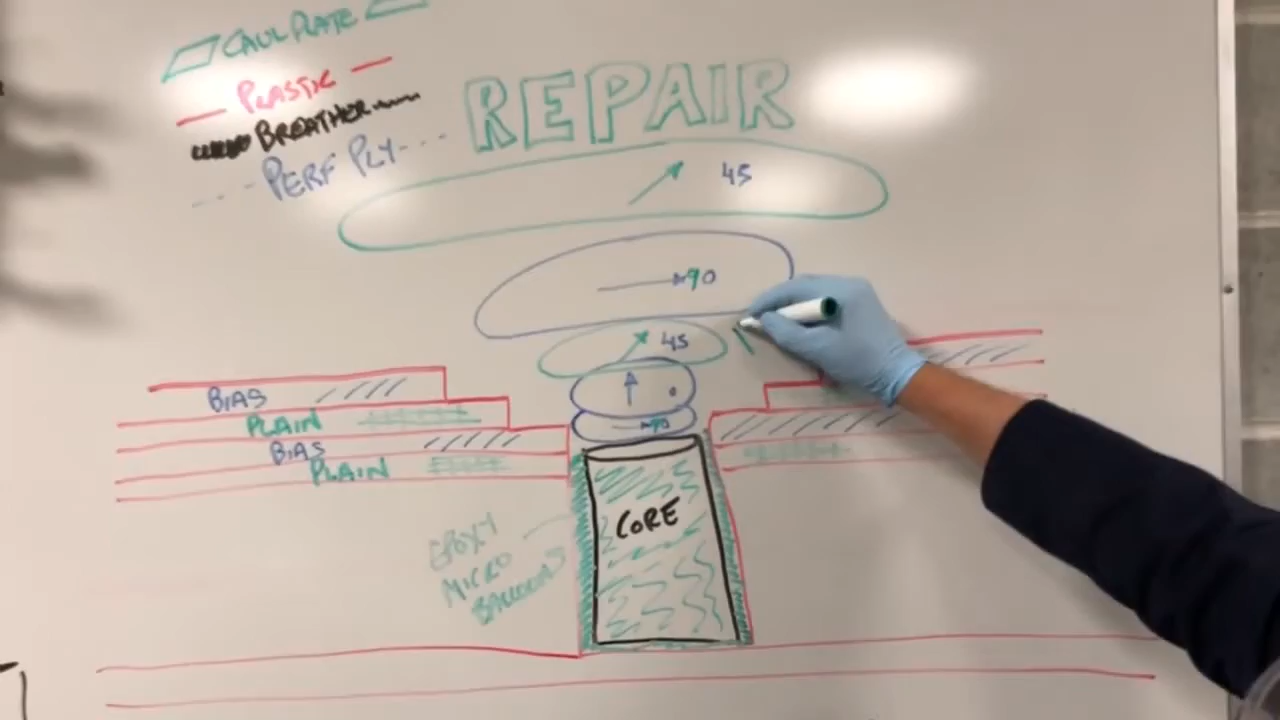 CAUL PLATE
PLASTIC
BREATHER
PERF PLY
REPAIR
45
90
45
0
90
BIAS
PLAIN
BIAS
PLAIN
CORE
EPOXY
MICRO
BALLOONS